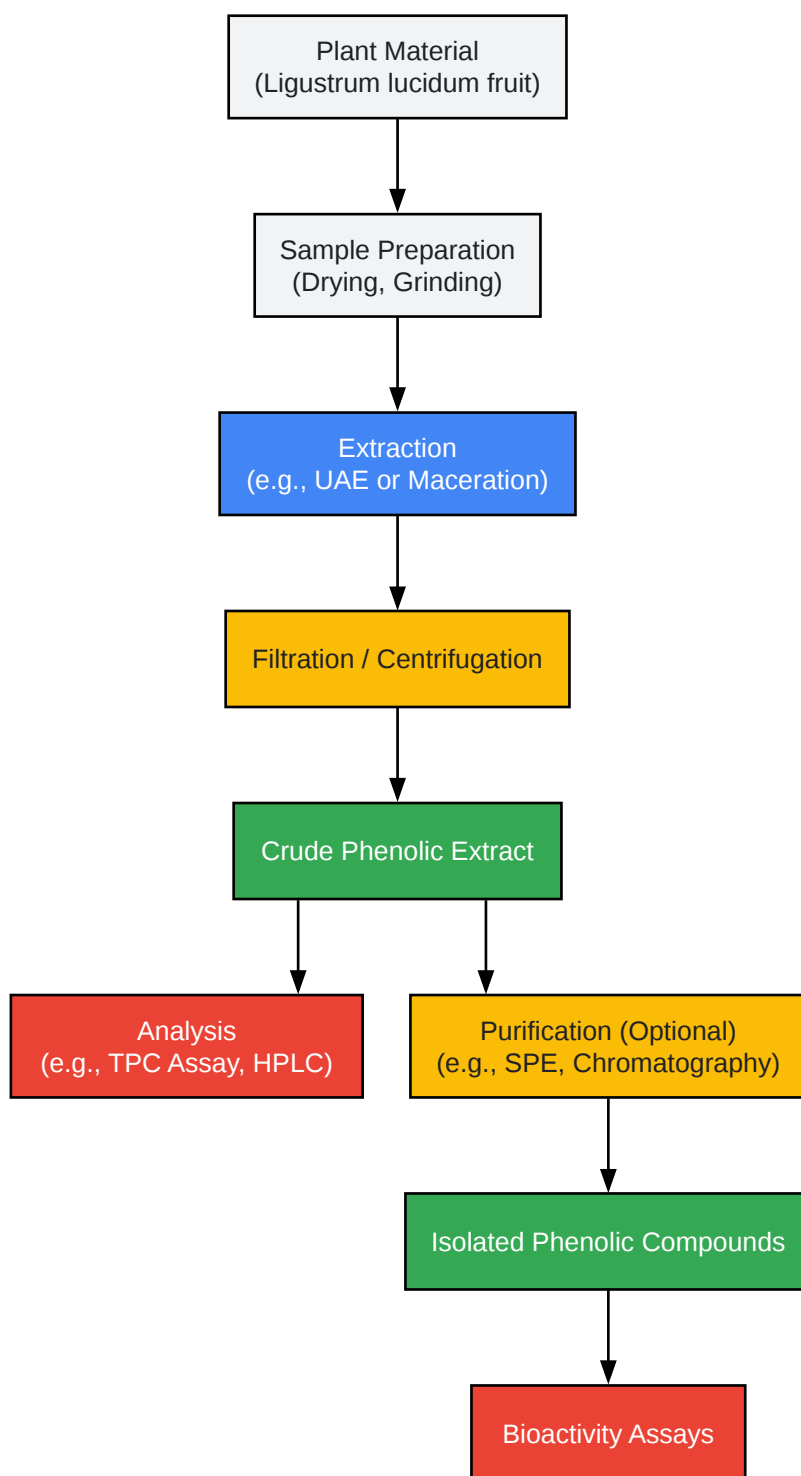 Plant Material
(Ligustrum lucidum fruit)
Sample Preparation
(Drying, Grinding)
Extraction
(e.g., UAE or Maceration)
Filtration / Centrifugation
Crude Phenolic Extract
Analysis
(e.g., TPC Assay, HPLC)
Purification (Optional)
(e.g., SPE, Chromatography)
Isolated Phenolic Compounds
Bioactivity Assays